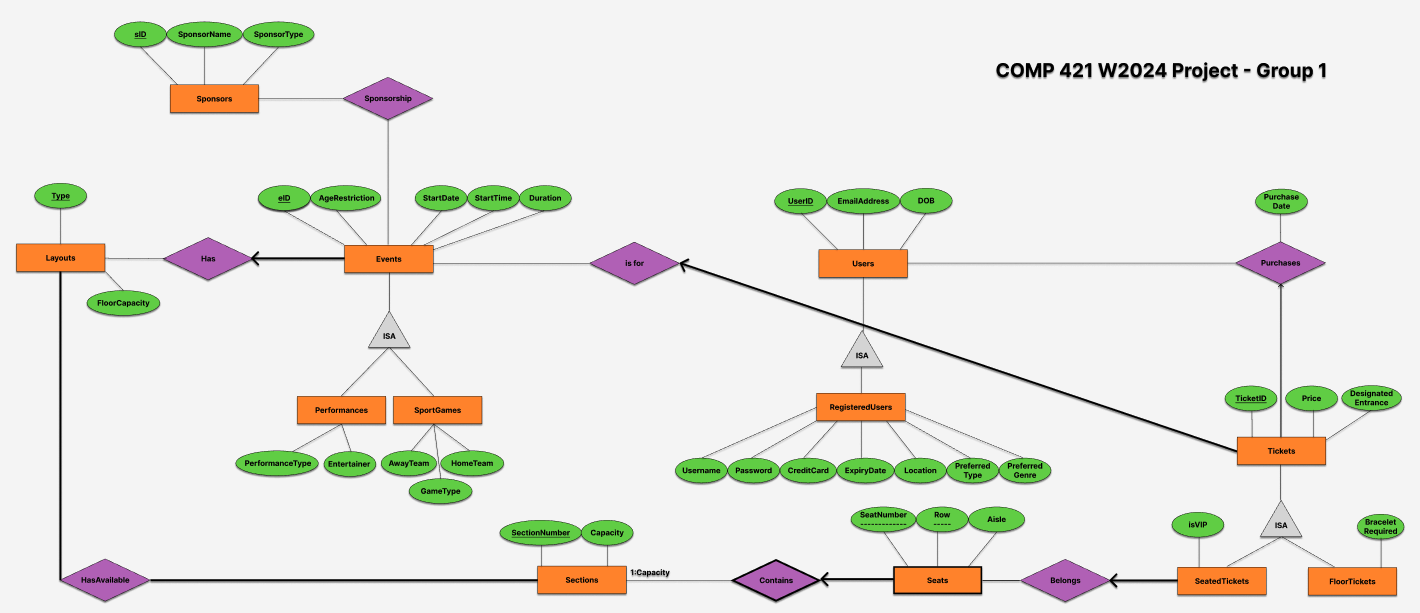 sID
SponsorName
SponsorType
COMP 421 W2024 Project - Group 1
Sponsors
Sponsorship
Type
eID
AgeRestriction
StartDate
StartTime
Duration
UserID
EmailAddress
DOB
Purchase
Date
Layouts
Has
Events
is for
Users
Purchases
FloorCapacity
ISA
ISA
Performances
SportGames
RegisteredUsers
TicketID
Price
Designated
Entrance
Tickets
PerformanceType
Entertainer
AwayTeam
HomeTeam
GameType
Username
Password
CreditCard
ExpiryDate
Location
Preferred
Type
Preferred
Genre
SectionNumber
Capacity
SeatNumber
-------------
Row
-----
Aisle
isVIP
ISA
Bracelet
Required
HasAvailable
Sections
1:Capacity
Contains
Seats
Belongs
SeatedTickets
FloorTickets